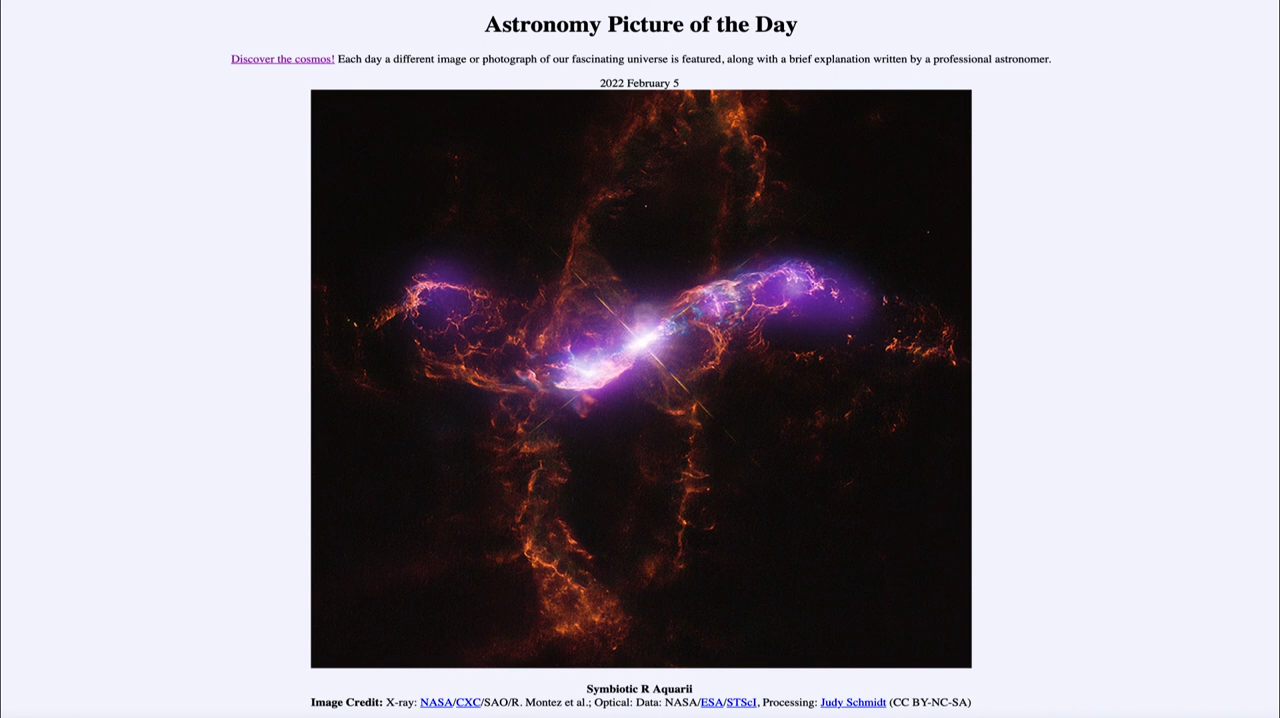 Astronomy Picture of the Day
Discover the cosmos! Each day a different image or photograph of our fascinating universe is featured, along with a brief explanation written by a professional astronomer.
2022 February 5
Symbiotic R Aquarii
Image Credit: X-ray: NASA/CXC/SAO/R. Montez et al.; Optical: Data: NASA/ESA/STScI, Processing: Judy Schmidt (CC BY-NC-SA)